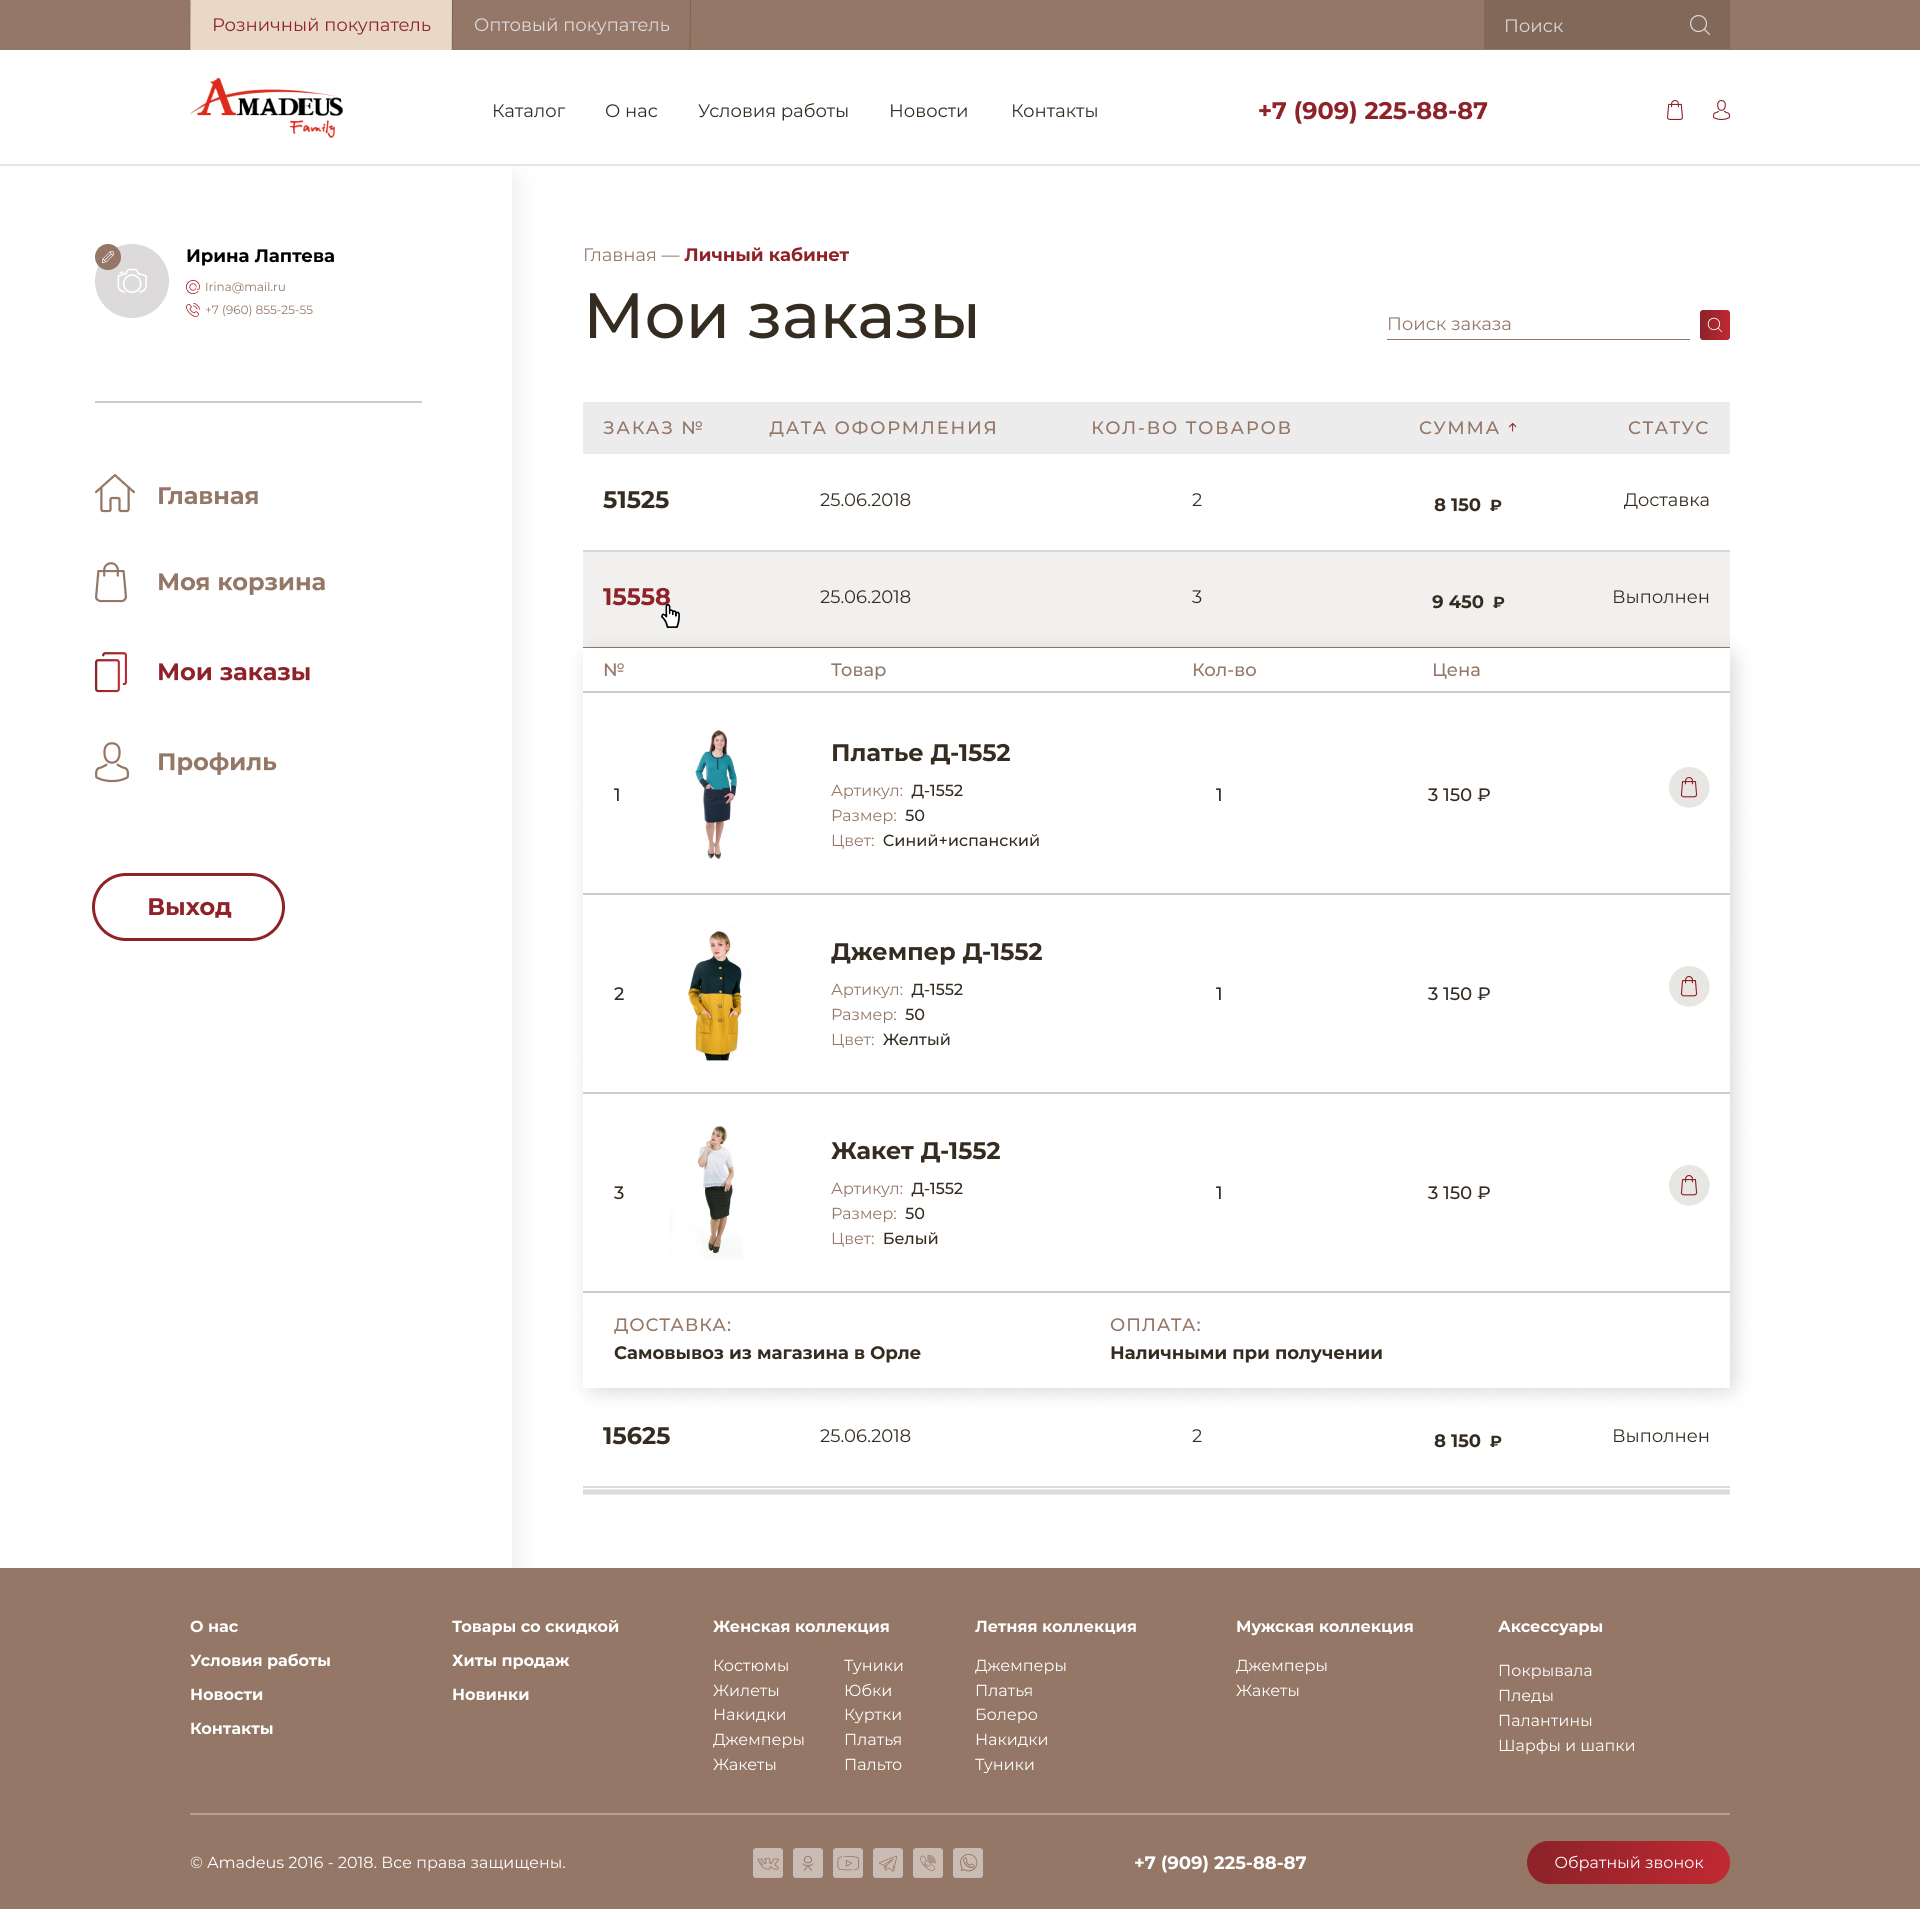 Розничный покупатель
Оптовый покупатель
Поиск
AMADEUS
Family
Каталог
О нас
Условия работы
Новости
Контакты
+7 (909) 225-88-87
Ирина Лаптева
Irina@mail.ru
+7 (960) 855-25-55
Главная
Моя корзина
Мои заказы
Профиль
Выход
Главная — Личный кабинет
Мои заказы
Поиск заказа
ЗАКАЗ № ДАТА ОФОРМЛЕНИЯ КОЛ-ВО ТОВАРОВ СУММА ↑ СТАТУС
51525 25.06.2018 2 8 150 ₽ Доставка
15558 25.06.2018 3 9 450 ₽ Выполнен
№ Товар Кол-во Цена
Платье Д-1552
Артикул: Д-1552
1 1 3 150 ₽
Размер: 50
Цвет: Синий+испанский
Джемпер Д-1552
Артикул: Д-1552
2 1 3 150 ₽
Размер: 50
Цвет: Желтый
Жакет Д-1552
Артикул: Д-1552
3 1 3 150 ₽
Размер: 50
Цвет: Белый
ДОСТАВКА:
Самовывоз из магазина в Орле
ОПЛАТА:
Наличными при получении
15625 25.06.2018 2 8 150 ₽ Выполнен
О нас
Условия работы
Новости
Контакты
Товары со скидкой
Хиты продаж
Новинки
Женская коллекция
Костюмы
Жилеты
Накидки
Джемперы
Жакеты
Туники
Юбки
Куртки
Платья
Пальто
Летняя коллекция
Джемперы
Платья
Болеро
Накидки
Туники
Мужская коллекция
Джемперы
Жакеты
Аксессуары
Покрывала
Пледы
Палантины
Шарфы и шапки
© Amadeus 2016 - 2018. Все права защищены.
+7 (909) 225-88-87
Обратный звонок